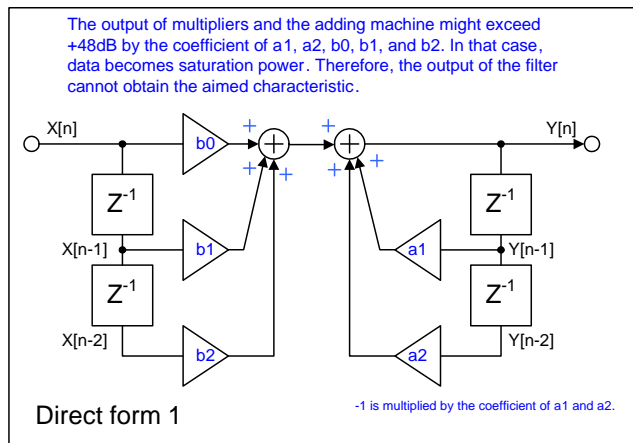 The output of multipliers and the adding machine might exceed
+48dB by the coefficient of a1, a2, b0, b1, and b2. In that case,
data becomes saturation power. Therefore, the output of the filter
cannot obtain the aimed characteristic.
X[n]
Y[n]
b0
+
+
+
+
+
+
+
+
Z-1
Z-1
X[n-1]
b1
a1
Y[n-1]
Z-1
Z-1
X[n-2]
b2
a2
Y[n-2]
Direct form 1
-1 is multiplied by the coefficient of a1 and a2.